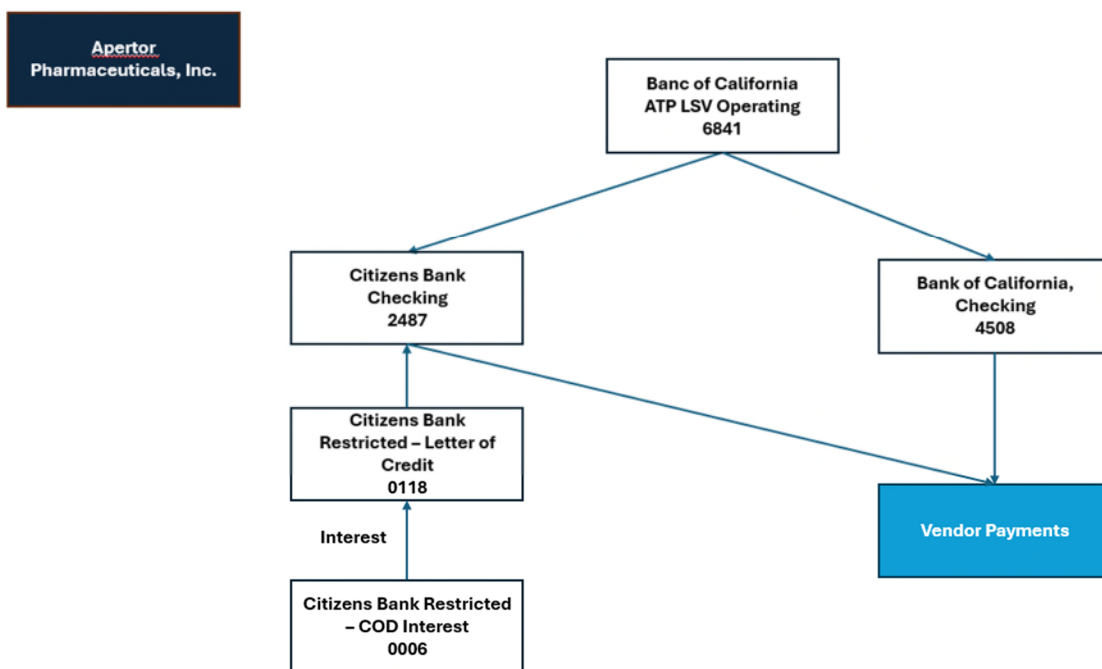 Apertor
Pharmaceuticals, Inc.
Banc of California
ATP LSV Operating
6841
Citizens Bank
Checking
2487
Bank of California,
Checking
4508
Citizens Bank
Restricted – Letter of
Credit
0118
Interest
Vendor Payments
Citizens Bank Restricted
– COD Interest
0006